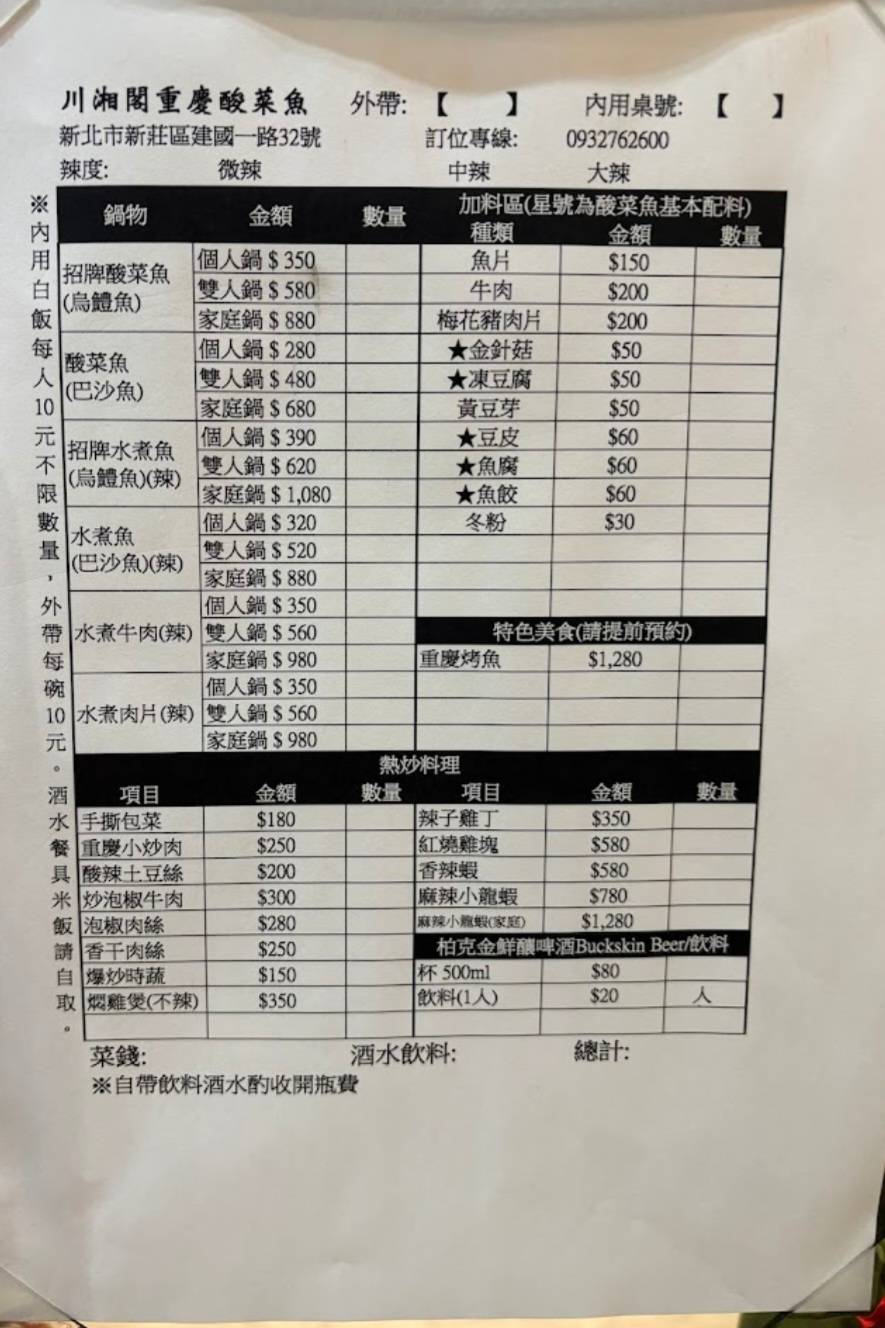 川湘閣重慶酸菜魚 外帶:【 】 內用桌號:【 】
新北市新莊區建國一路32號 訂位專線: 0932762600
辣度: 微辣 中辣 大辣
※內用白飯每人10元不限數量，外帶每碗10元。酒水餐具米飯請自取。
鍋物 金額 數量
招牌酸菜魚(烏鱧魚)
個人鍋 $ 350
雙人鍋 $ 580
家庭鍋 $ 880
酸菜魚(巴沙魚)
個人鍋 $ 280
雙人鍋 $ 480
家庭鍋 $ 680
招牌水煮魚(烏鱧魚)(辣)
個人鍋 $ 390
雙人鍋 $ 620
家庭鍋 $ 1,080
水煮魚(巴沙魚)(辣)
個人鍋 $ 320
雙人鍋 $ 520
家庭鍋 $ 880
水煮牛肉(辣)
個人鍋 $ 350
雙人鍋 $ 560
家庭鍋 $ 980
水煮肉片(辣)
個人鍋 $ 350
雙人鍋 $ 560
家庭鍋 $ 980
加料區(星號為酸菜魚基本配料)
種類 金額 數量
魚片 $150
牛肉 $200
梅花豬肉片 $200
★金針菇 $50
★凍豆腐 $50
黃豆芽 $50
★豆皮 $60
★魚腐 $60
★魚餃 $60
冬粉 $30
特色美食(請提前預約)
重慶烤魚 $1,280
熱炒料理
項目 金額 數量 項目 金額 數量
手撕包菜 $180 辣子雞丁 $350
重慶小炒肉 $250 紅燒雞塊 $580
酸辣土豆絲 $200 香辣蝦 $580
炒泡椒牛肉 $300 麻辣小龍蝦 $780
泡椒肉絲 $280 麻辣小龍蝦(家庭) $1,280
香干肉絲 $250 柏克金鮮釀啤酒Buckskin Beer/飲料
爆炒時蔬 $150 杯 500ml $80
燜雞煲(不辣) $350 飲料(1人) $20 人
菜錢: 酒水飲料: 總計:
※自帶飲料酒水酌收開瓶費